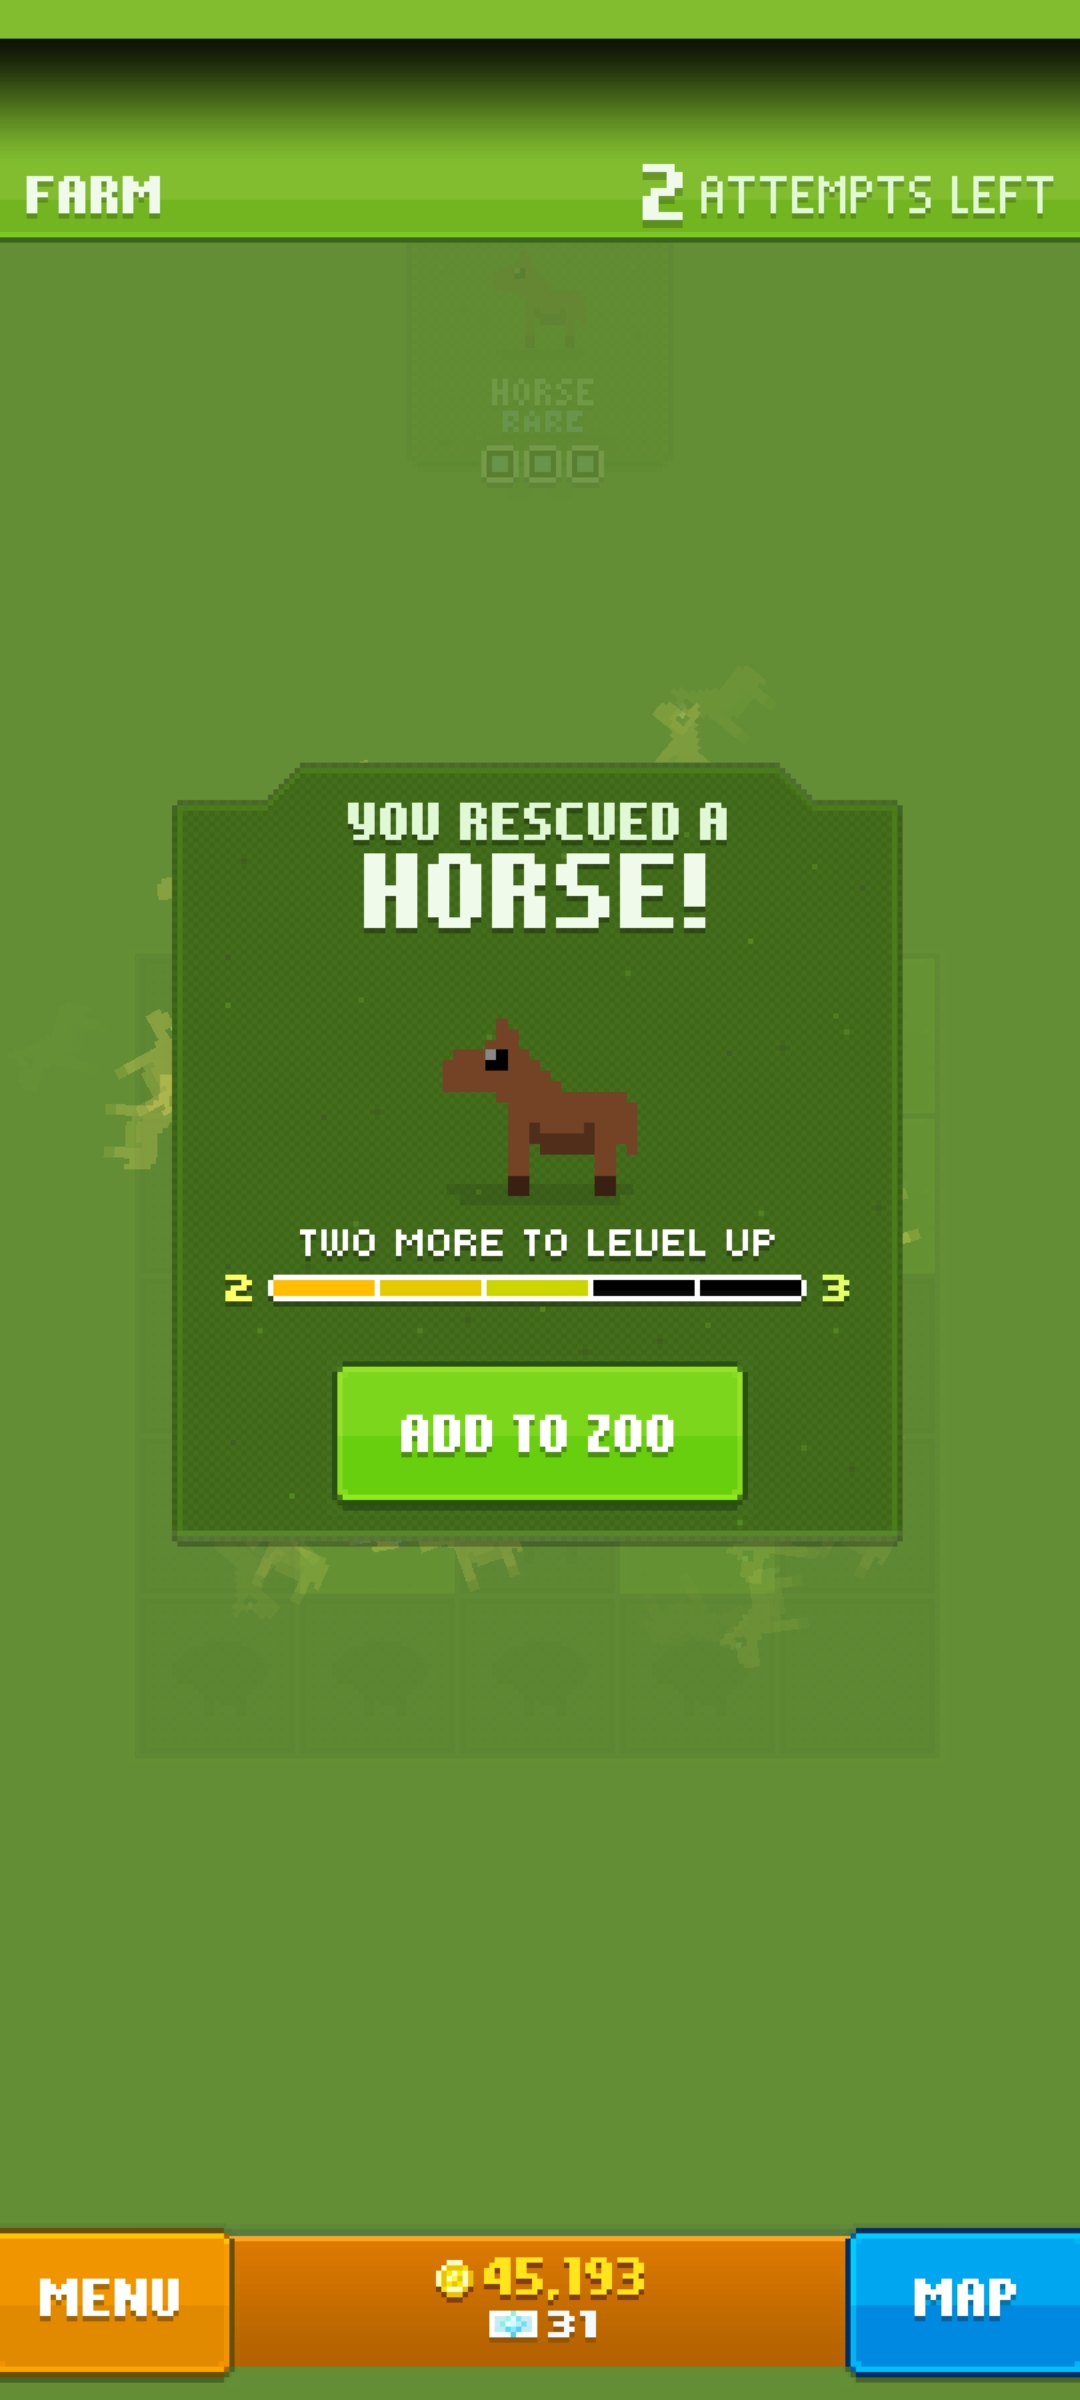 FARM
2 ATTEMPTS LEFT
HORSE
RARE
YOU RESCUED A
HORSE!
TWO MORE TO LEVEL UP
2 3
ADD TO ZOO
MENU
45,193
31
MAP